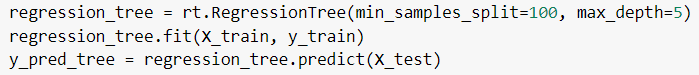 regression_tree = rt.RegressionTree(min_samples_split=100, max_depth=5)
regression_tree.fit(X_train, y_train)
y_pred_tree = regression_tree.predict(X_test)